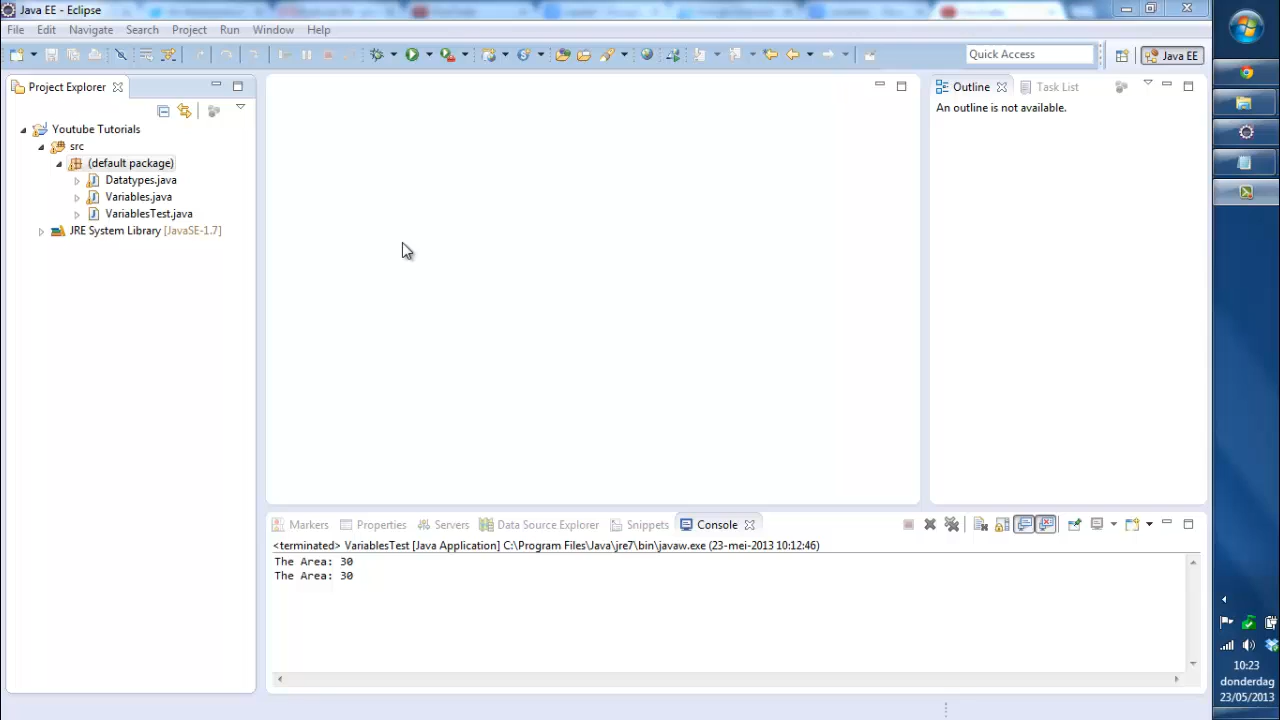 Java EE - Eclipse
File Edit Navigate Search Project Run Window Help
Quick Access
Java EE
Project Explorer
Youtube Tutorials
src
(default package)
Datatypes.java
Variables.java
VariablesTest.java
JRE System Library [JavaSE-1.7]
Outline Task List
An outline is not available.
Markers Properties Servers Data Source Explorer Snippets Console
<terminated> VariablesTest [Java Application] C:\Program Files\Java\jre7\bin\javaw.exe (23-mei-2013 10:12:46)
The Area: 30
The Area: 30
10:23
donderdag
23/05/2013